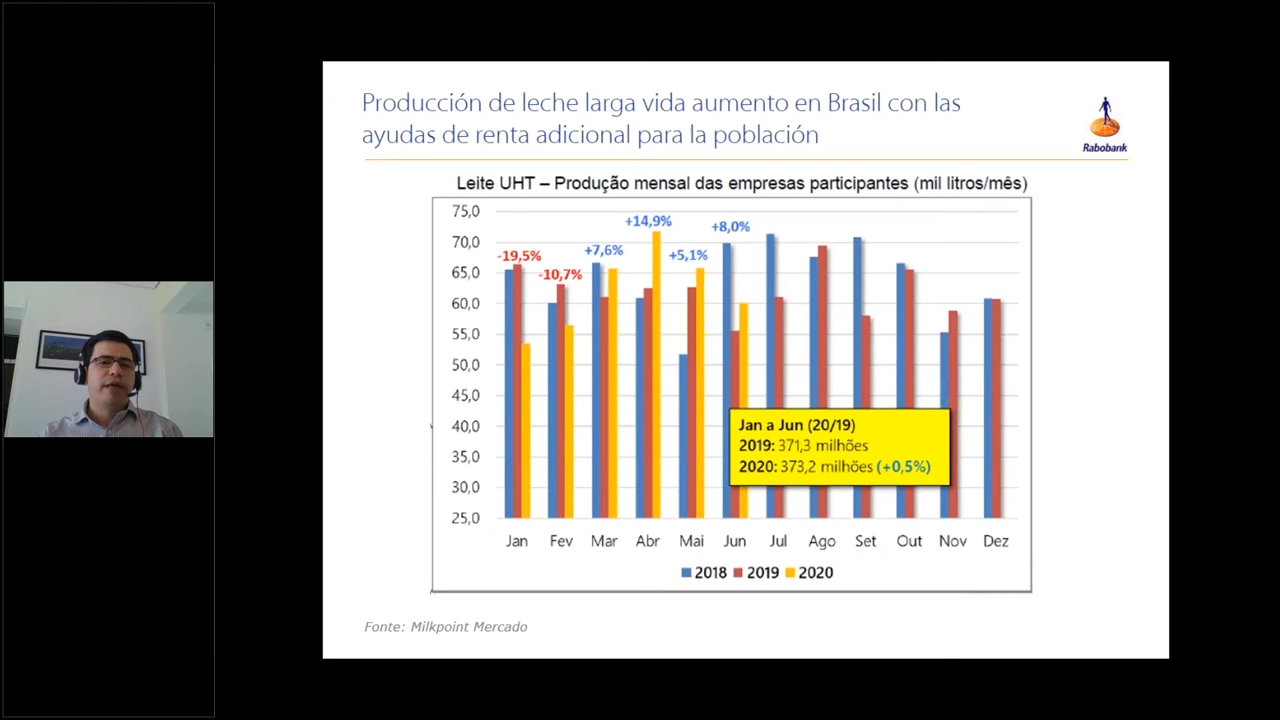 Producción de leche larga vida aumento en Brasil con las
ayudas de renta adicional para la población
Rabobank
Leite UHT – Produção mensal das empresas participantes (mil litros/mês)
75,0
70,0
65,0
60,0
55,0
50,0
45,0
40,0
35,0
30,0
25,0
-19,5%
-10,7%
+7,6%
+14,9%
+5,1%
+8,0%
Jan a Jun (20/19)
2019: 371,3 milhões
2020: 373,2 milhões (+0,5%)
Jan Fev Mar Abr Mai Jun Jul Ago Set Out Nov Dez
2018 2019 2020
Fonte: Milkpoint Mercado